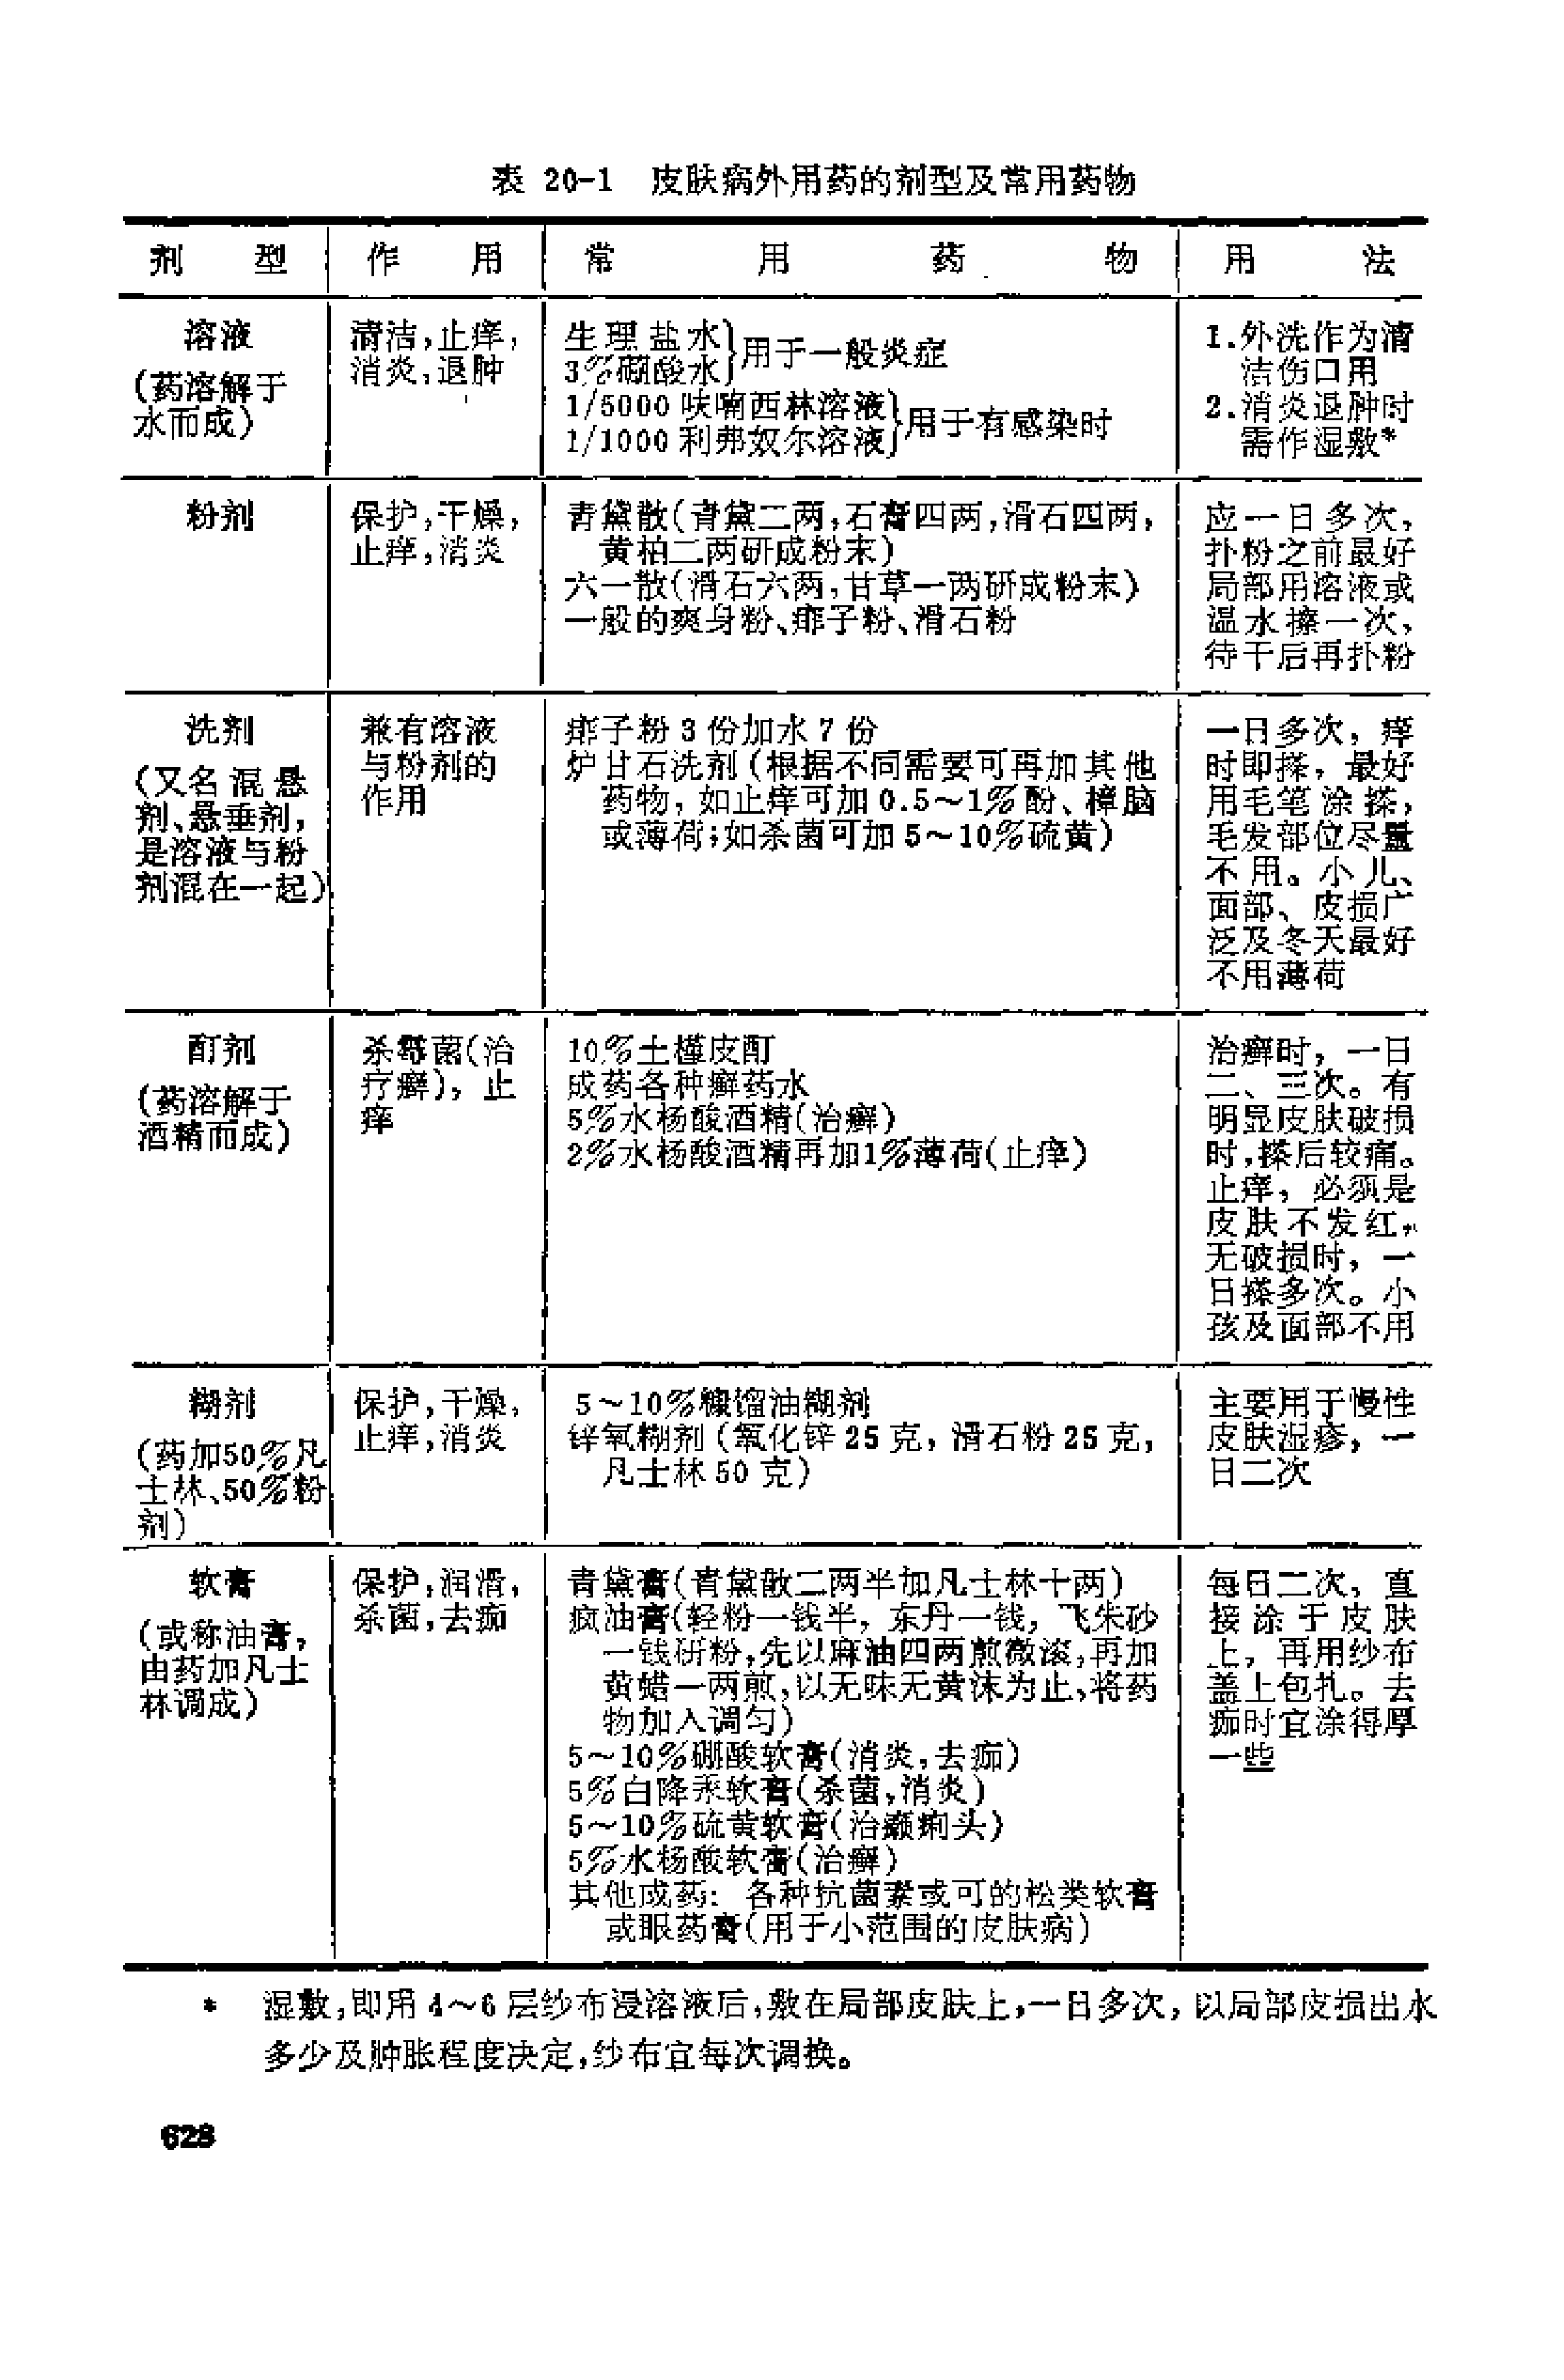 表 20-1 皮肤病外用药的剂型及常用药物
剂型 作用 常用药物 用法
溶液
(药溶解于
水而成)
清洁,止痒,
消炎,退肿
生理盐水
3%硼酸水
}用于一般炎症
1/5000 呋喃西林溶液
1/1000 利弗奴尔溶液
}用于有感染时
1.外洗作为清
洁伤口用
2.消炎退肿时
需作湿敷*
粉剂
保护,干燥,
止痒,消炎
青黛散(青黛二两,石膏四两,滑石四两,
黄柏二两研成粉末)
六一散(滑石六两,甘草一两研成粉末)
一般的爽身粉、痱子粉、滑石粉
应一日多次,
扑粉之前最好
局部用溶液或
温水擦一次,
待干后再扑粉
洗剂
(又名混悬
剂、悬垂剂,
是溶液与粉
剂混在一起)
兼有溶液
与粉剂的
作用
痱子粉 3 份加水 7 份
炉甘石洗剂(根据不同需要可再加其他
药物,如止痒可加 0.5~1%酚、樟脑
或薄荷;如杀菌可加 5~10%硫黄)
一日多次,痒
时即搽,最好
用毛笔涂搽,
毛发部位尽量
不用。小儿、
面部、皮损广
泛及冬天最好
不用薄荷
酊剂
(药溶解于
酒精而成)
杀霉菌(治
疗癣),止
痒
10%土槿皮酊
成药各种癣药水
5%水杨酸酒精(治癣)
2%水杨酸酒精再加1%薄荷(止痒)
治癣时,一日
二、三次。有
明显皮肤破损
时,搽后较痛。
止痒,必须是
皮肤不发红,
无破损时,一
日搽多次。小
孩及面部不用
糊剂
(药加50%凡
士林、50%粉
剂)
保护,干燥,
止痒,消炎
5~10%糠馏油糊剂
锌氧糊剂(氧化锌 25 克,滑石粉 25 克,
凡士林 50 克)
主要用于慢性
皮肤湿疹,一
日二次
软膏
(或称油膏,
由药加凡士
林调成)
保护,润滑,
杀菌,去痂
青黛膏(青黛散二两半加凡士林十两)
疯油膏(轻粉一钱半,东丹一钱,飞朱砂
一钱研粉,先以麻油四两煎微滚,再加
黄蜡一两煎,以无味无黄沫为止,将药
物加入调匀)
5~10%硼酸软膏(消炎,去痂)
5%白降汞软膏(杀菌,消炎)
5~10%硫黄软膏(治癞痢头)
5%水杨酸软膏(治癣)
其他成药:各种抗菌素或可的松类软膏
或眼药膏(用于小范围的皮肤病)
每日二次,直
接涂于皮肤
上,再用纱布
盖上包扎。去
痂时宜涂得厚
一些
* 湿敷,即用 4~6 层纱布浸溶液后,敷在局部皮肤上,一日多次,以局部皮损出水
多少及肿胀程度决定,纱布宜每次调换。
628